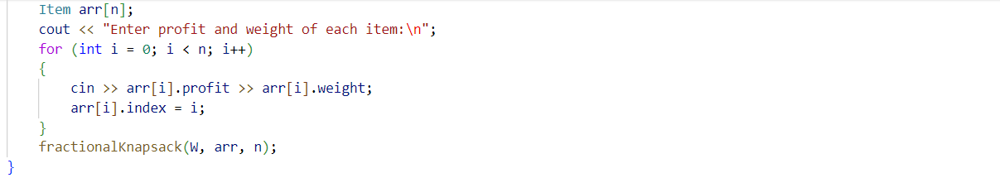 Item arr[n];
cout << "Enter profit and weight of each item:\n";
for (int i = 0; i < n; i++)
{
cin >> arr[i].profit >> arr[i].weight;
arr[i].index = i;
}
fractionalKnapsack(W, arr, n);
}